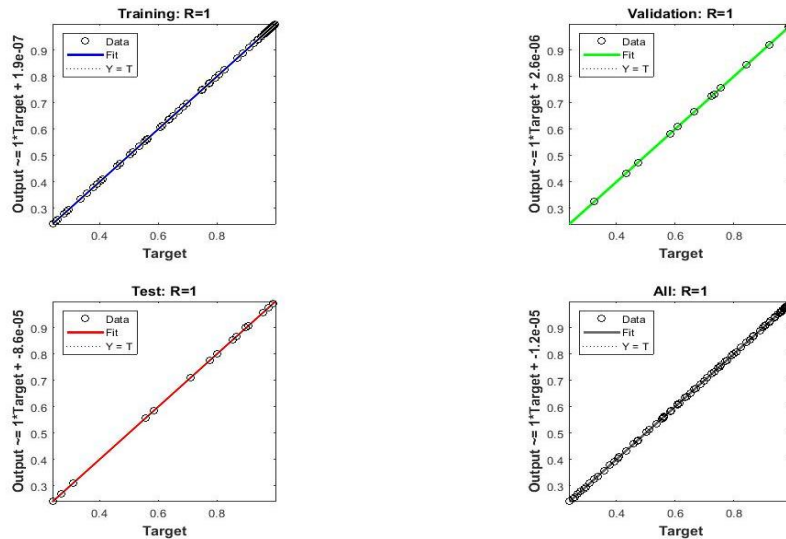 Training: R=1
Output ~= 1*Target + 1.9e-07
0.9
0.8
0.7
0.6
0.5
0.4
0.3
Data
Fit
Y = T
0.4 0.6 0.8
Target
Validation: R=1
Output ~= 1*Target + 2.6e-06
0.9
0.8
0.7
0.6
0.5
0.4
0.3
Data
Fit
Y = T
0.4 0.6 0.8
Target
Test: R=1
Output ~= 1*Target + -8.6e-05
0.9
0.8
0.7
0.6
0.5
0.4
0.3
Data
Fit
Y = T
0.4 0.6 0.8
Target
All: R=1
Output ~= 1*Target + -1.2e-05
0.9
0.8
0.7
0.6
0.5
0.4
0.3
Data
Fit
Y = T
0.4 0.6 0.8
Target